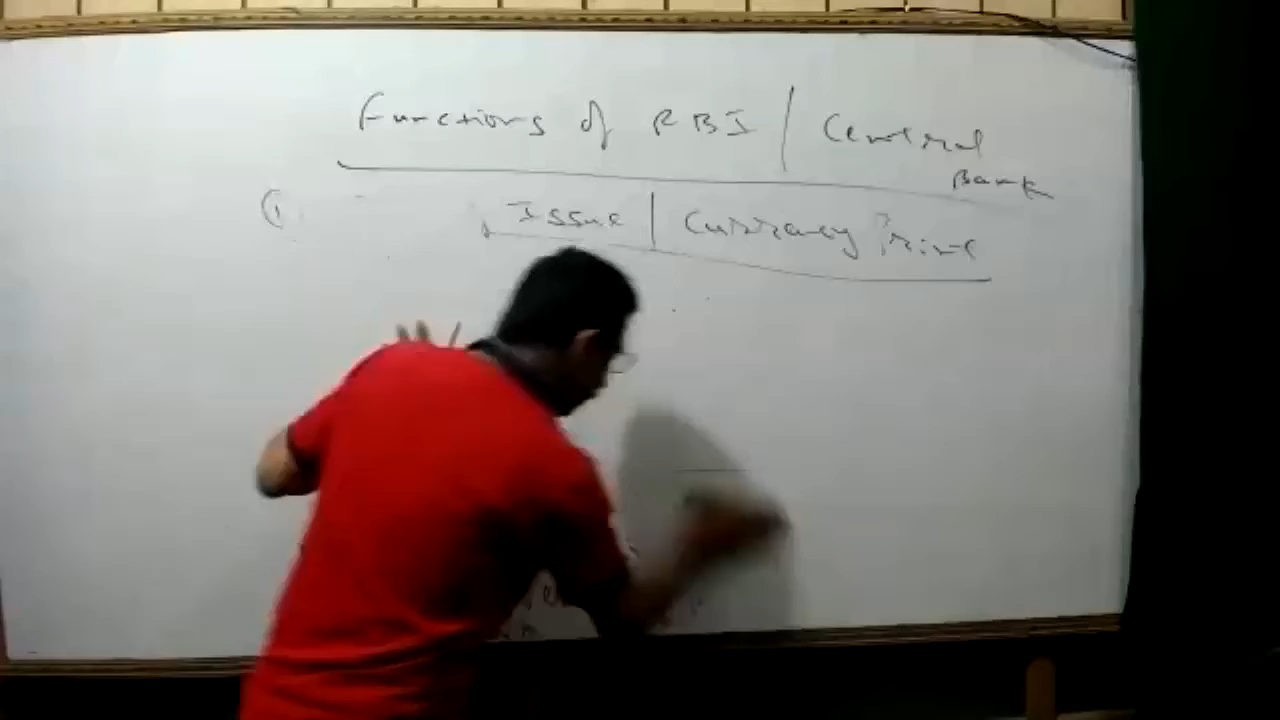 Functions of RBI / Central
Bank
(1) Issue / Currency Print